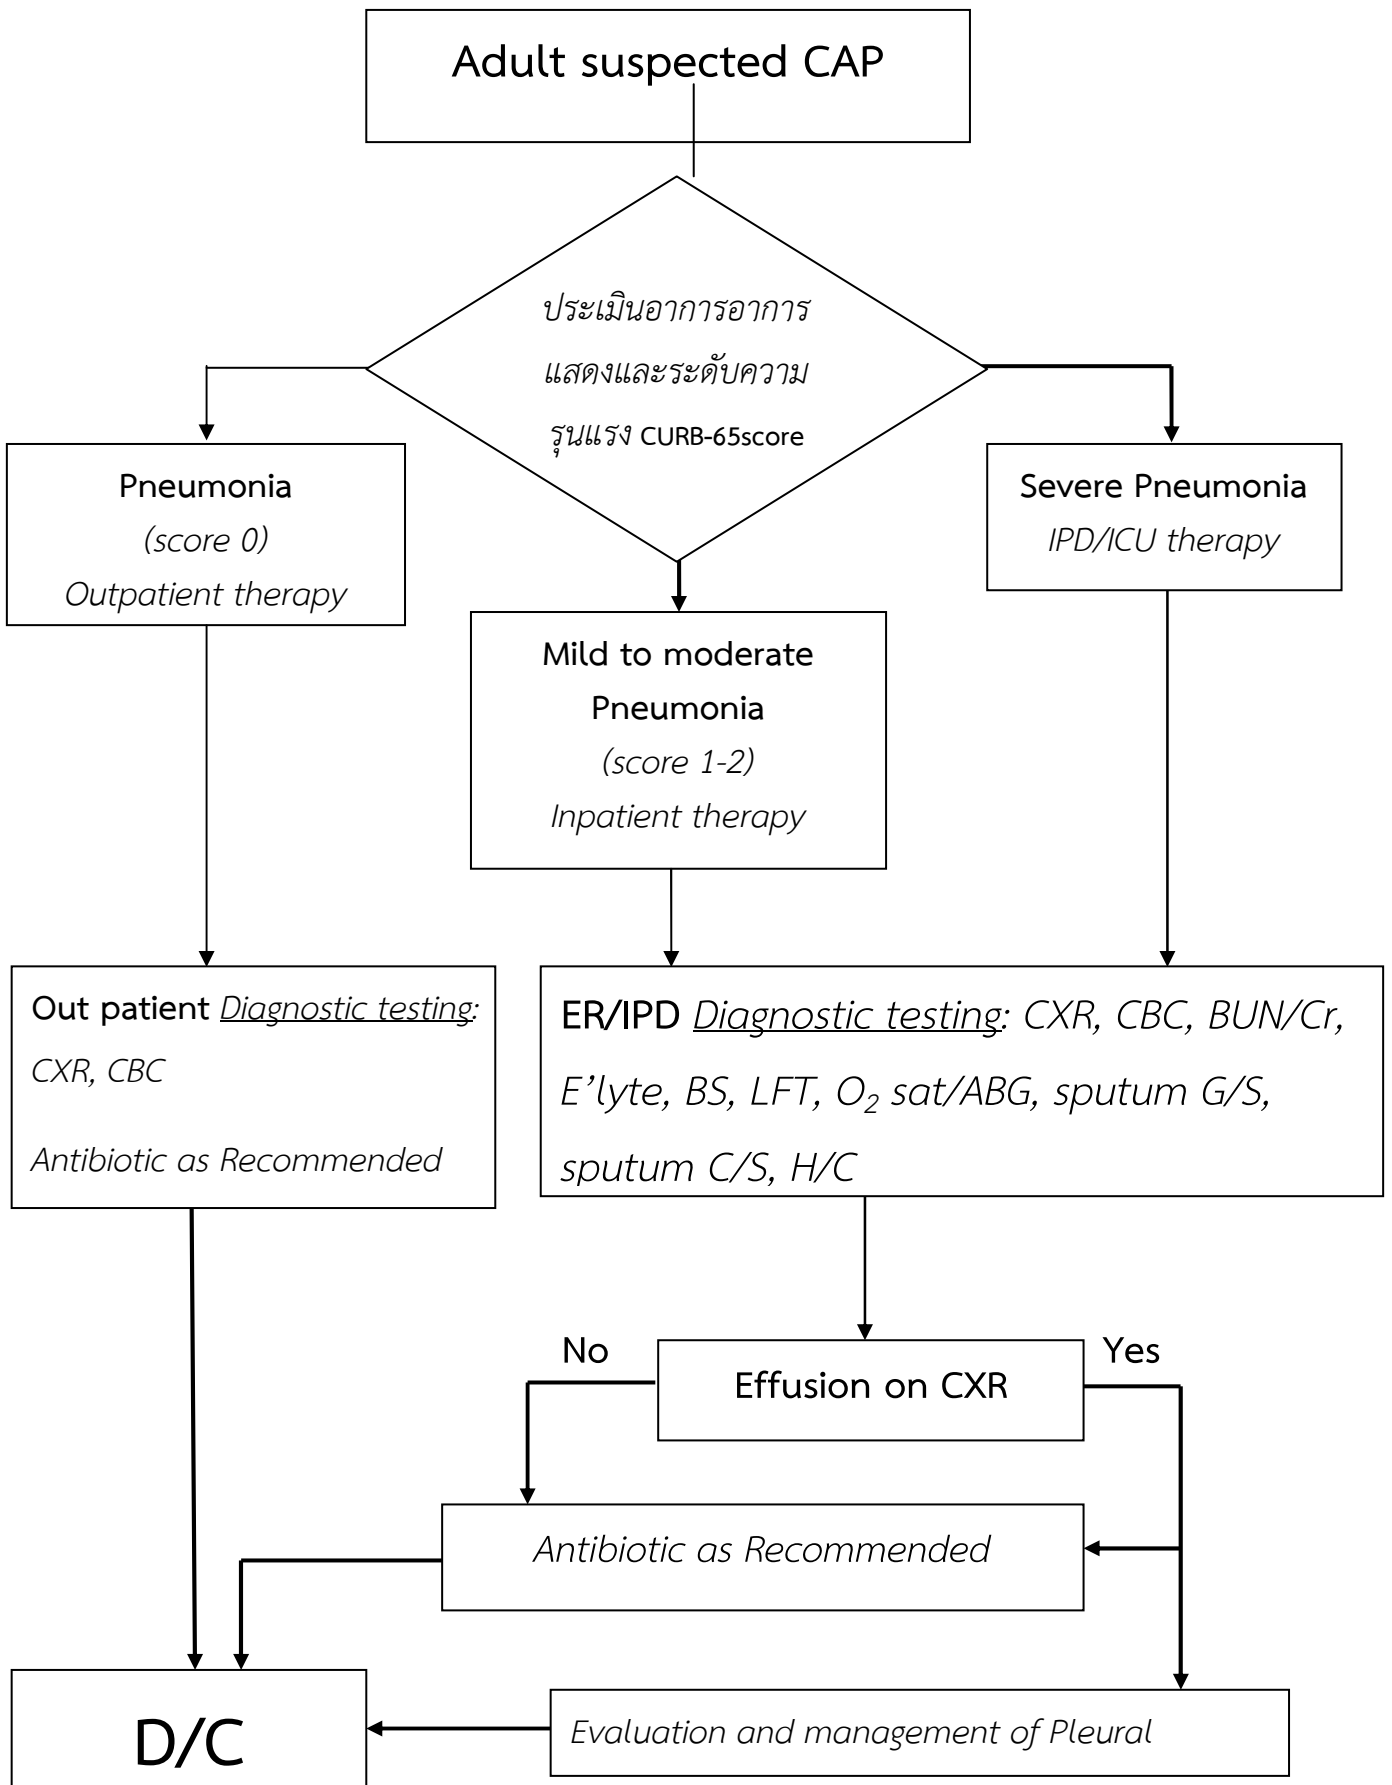 Adult suspected CAP
ประเมินอาการอาการ
แสดงและระดับความ
รุนแรง CURB-65score
Pneumonia
(score 0)
Outpatient therapy
Severe Pneumonia
IPD/ICU therapy
Mild to moderate
Pneumonia
(score 1-2)
Inpatient therapy
Out patient Diagnostic testing:
CXR, CBC
Antibiotic as Recommended
ER/IPD Diagnostic testing: CXR, CBC, BUN/Cr,
E’lyte, BS, LFT, O₂ sat/ABG, sputum G/S,
sputum C/S, H/C
No
Yes
Effusion on CXR
Antibiotic as Recommended
D/C
Evaluation and management of Pleural